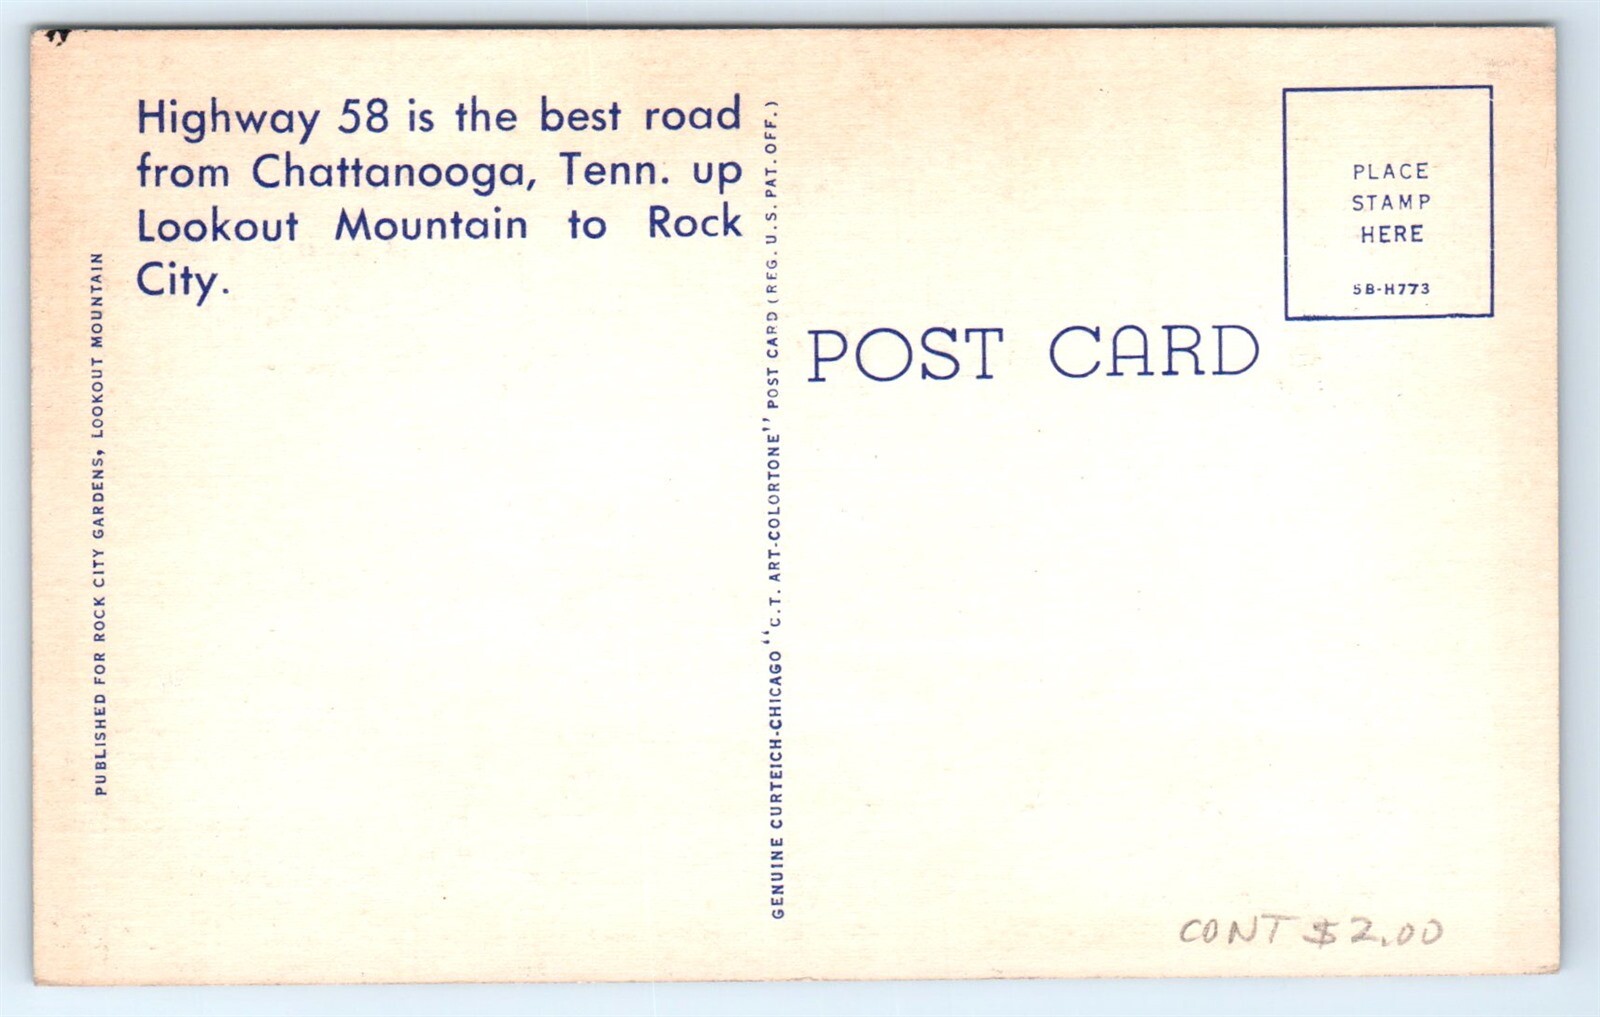 Highway 58 is the best road
from Chattanooga, Tenn. up
Lookout Mountain to Rock
City.
PUBLISHED FOR ROCK CITY GARDENS, LOOKOUT MOUNTAIN
GENUINE CURTEICH-CHICAGO "C.T. ART-COLORTONE" POST CARD (REG. U.S. PAT. OFF.)
PLACE
STAMP
HERE
5B-H773
POST CARD
CONT $2.00